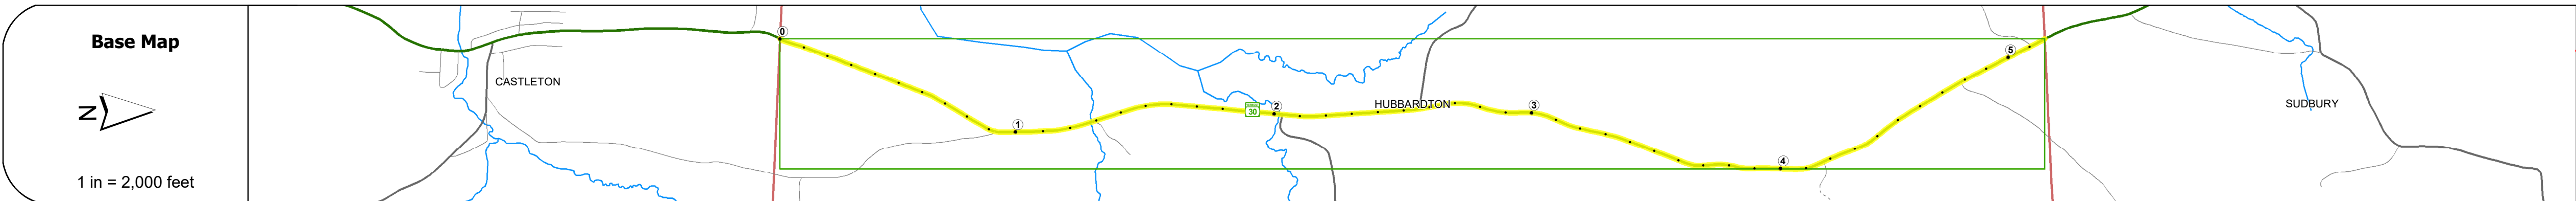 Base Map
N
1 in = 2,000 feet
CASTLETON
0
1
30
2
HUBBARDTON
3
4
5
SUDBURY